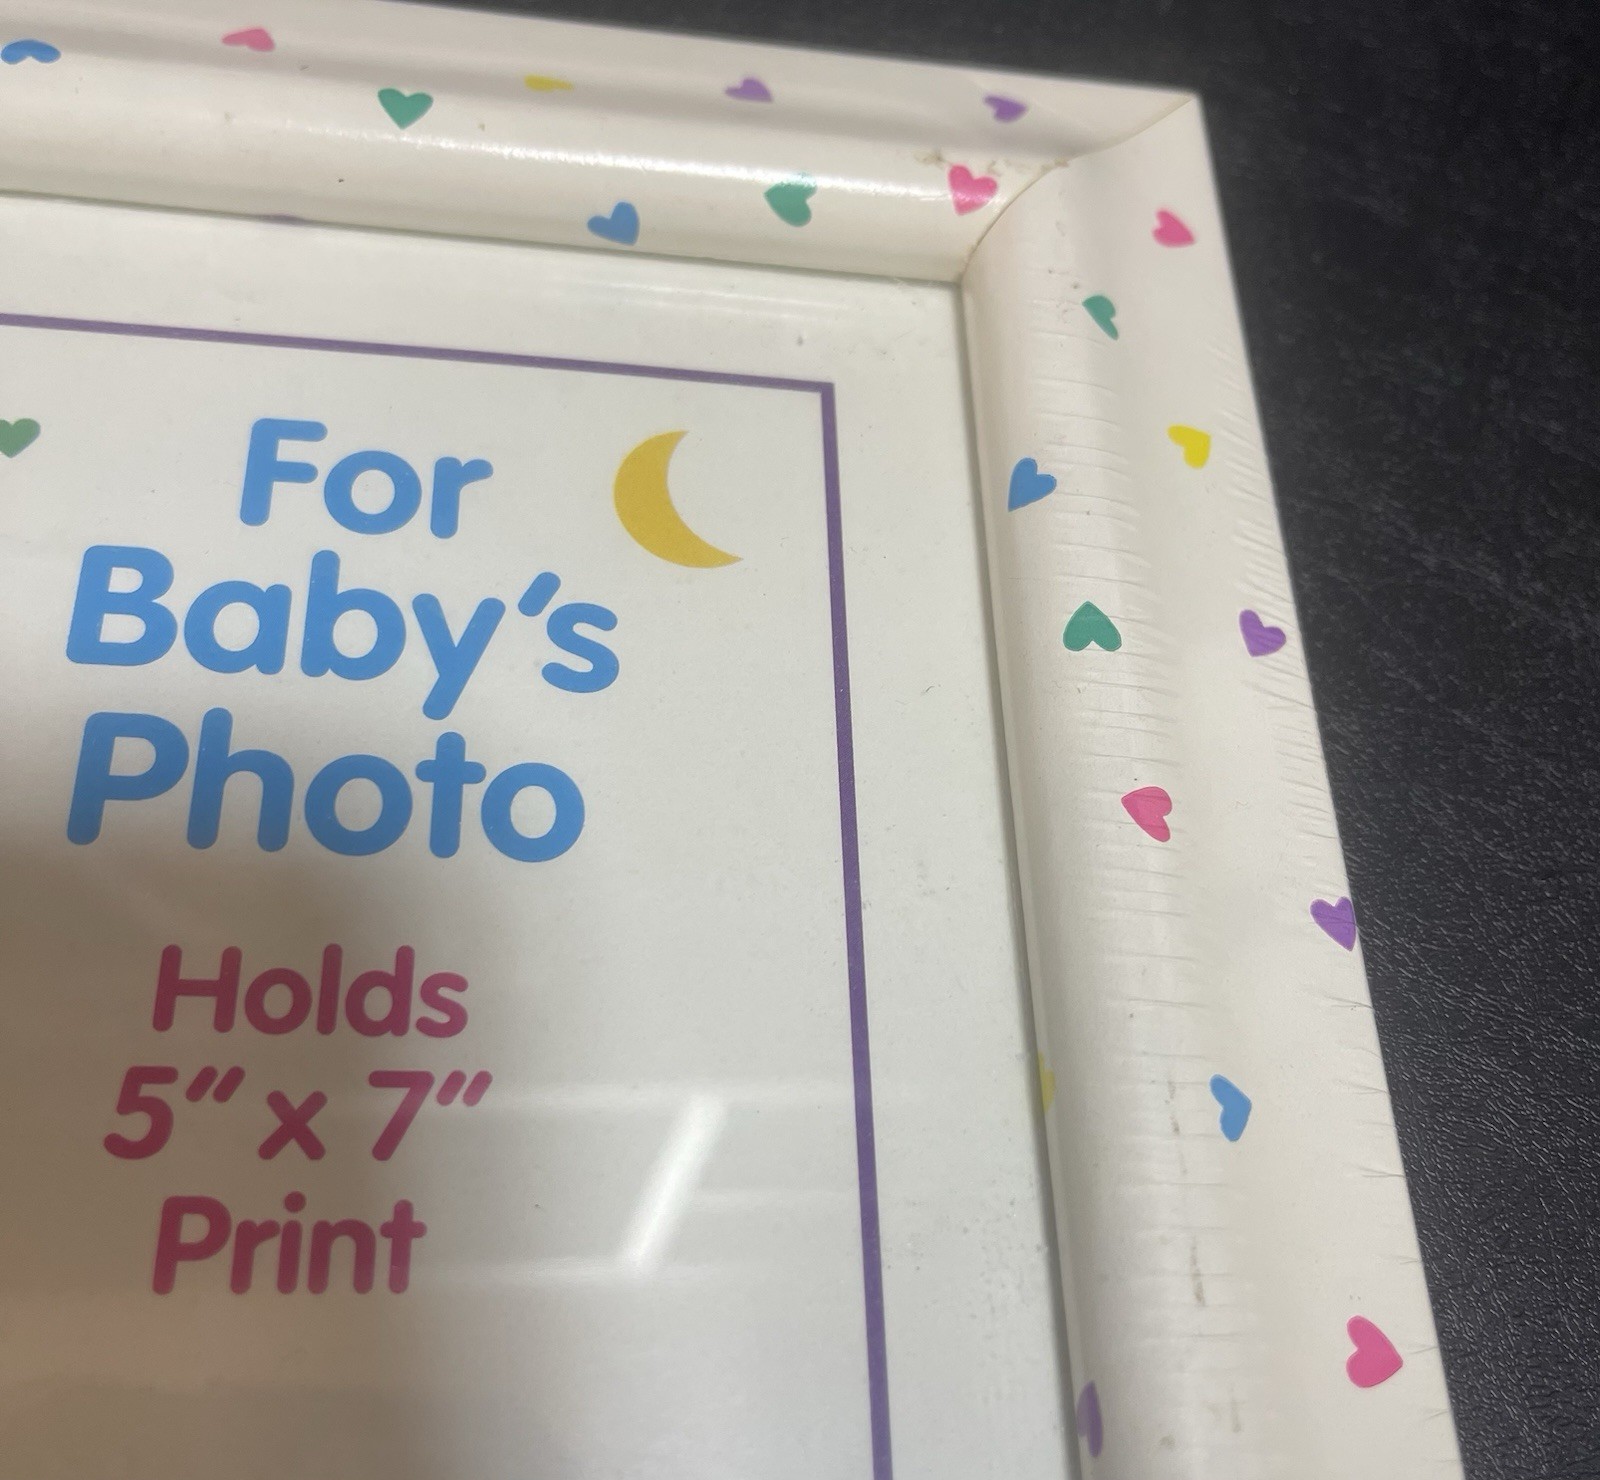 For
Baby's
Photo
Holds
5" x 7"
Print